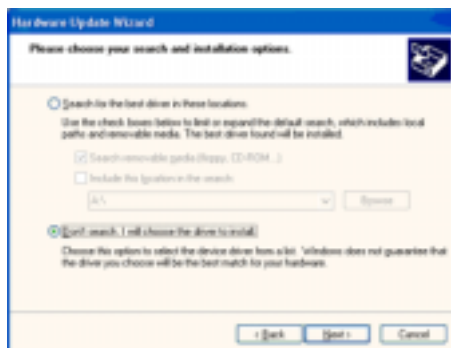 Hardware Update Wizard
Please choose your search and installation options.
Search for the best driver in these locations.
Use the check boxes below to limit or expand the default search, which includes local
paths and removable media. The best driver found will be installed.
Search removable media (floppy, CD-ROM...)
Include this location in the search:
A:\
Browse
Don't search. I will choose the driver to install.
Choose this option to select the device driver from a list. Windows does not guarantee that
the driver you choose will be the best match for your hardware.
< Back
Next >
Cancel